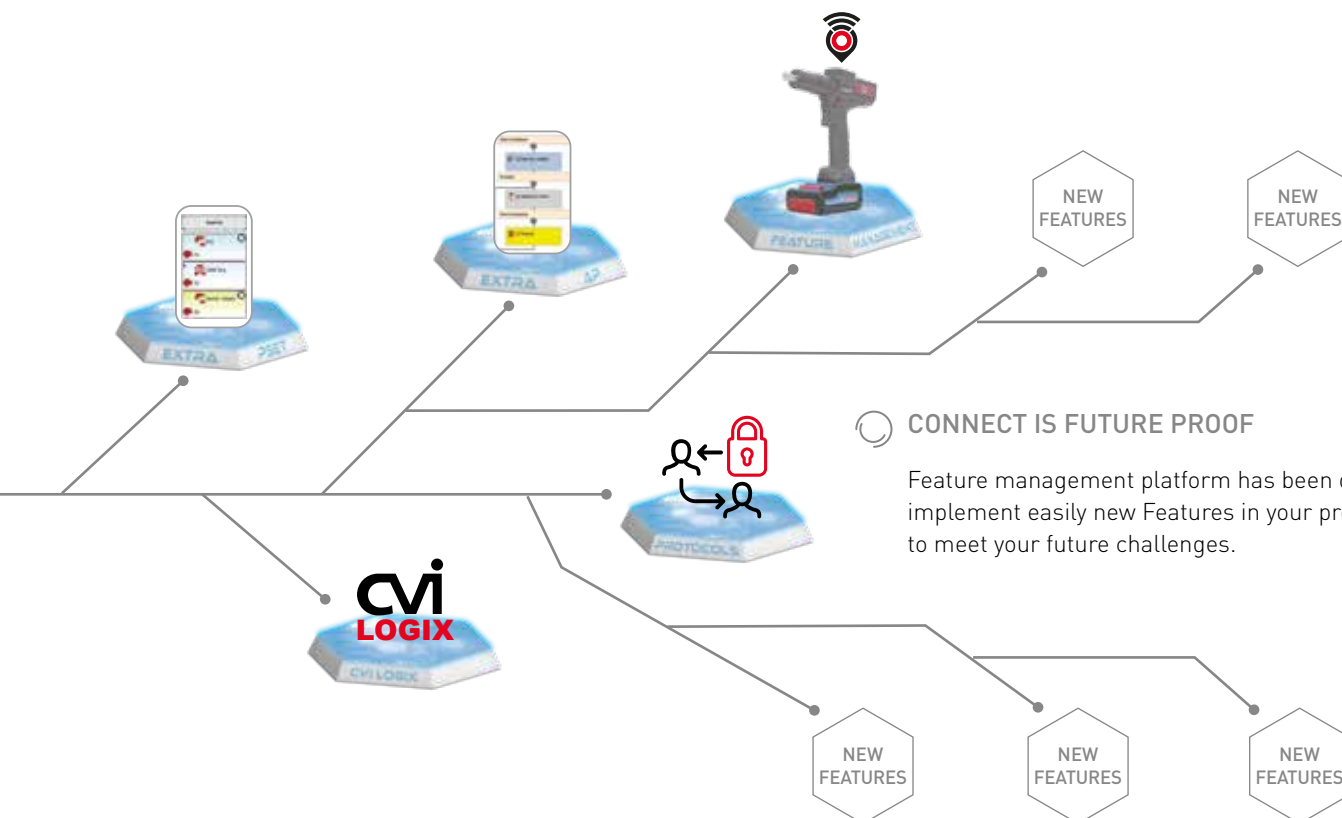 NEW
FEATURES
NEW
FEATURES
EXTRA AP
FEATURE MANAGEMENT
EXTRA PSET
CONNECT IS FUTURE PROOF
Feature management platform has been
implement easily new Features in your
to meet your future challenges.
PROTOCOLS
cvi
LOGIX
CVI LOGIX
NEW
FEATURES
NEW
FEATURES
NEW
FEATURES